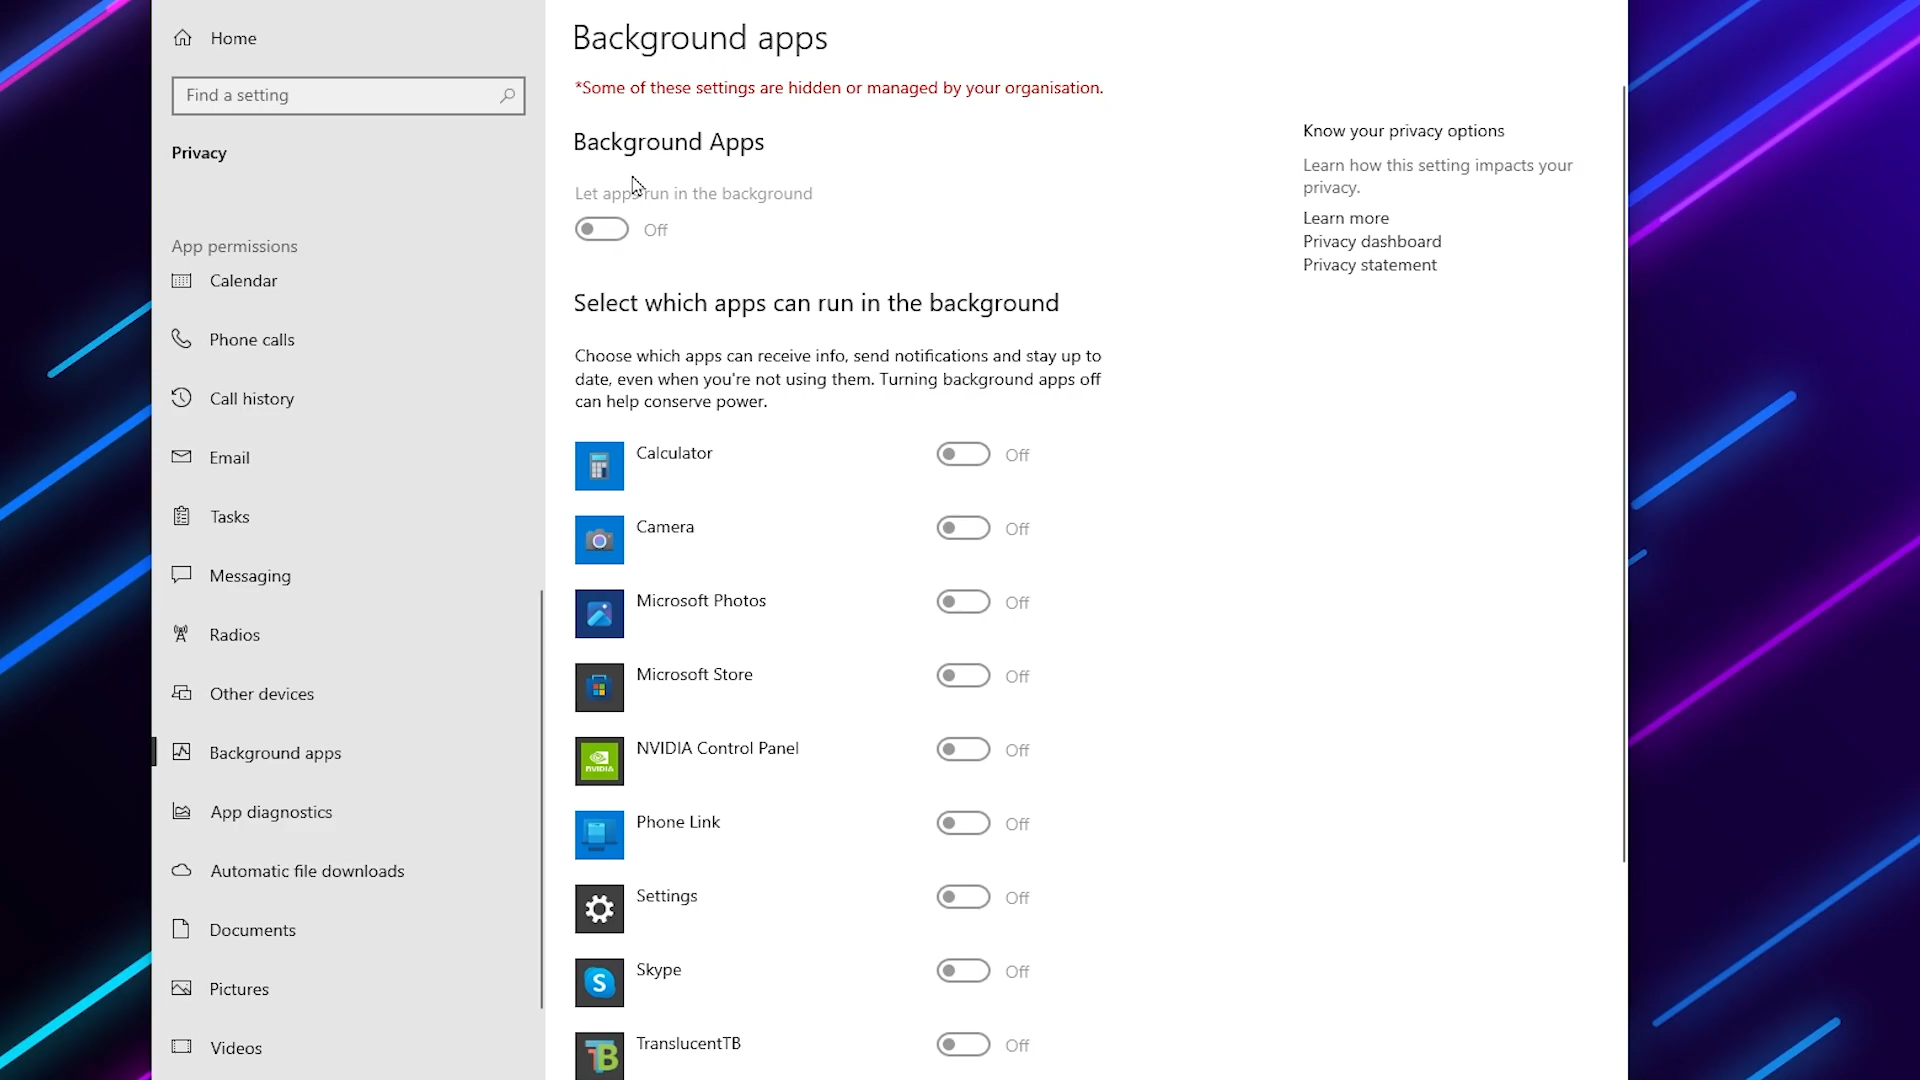 Home
Find a setting
Privacy
App permissions
Calendar
Phone calls
Call history
Email
Tasks
Messaging
Radios
Other devices
Background apps
App diagnostics
Automatic file downloads
Documents
Pictures
Videos
Background apps
*Some of these settings are hidden or managed by your organisation.
Background Apps
Let apps run in the background
Off
Select which apps can run in the background
Choose which apps can receive info, send notifications and stay up to
date, even when you're not using them. Turning background apps off
can help conserve power.
Calculator Off
Camera Off
Microsoft Photos Off
Microsoft Store Off
NVIDIA Control Panel Off
NVIDIA
Phone Link Off
Settings Off
Skype Off
S
TranslucentTB Off
TB
Know your privacy options
Learn how this setting impacts your
privacy.
Learn more
Privacy dashboard
Privacy statement